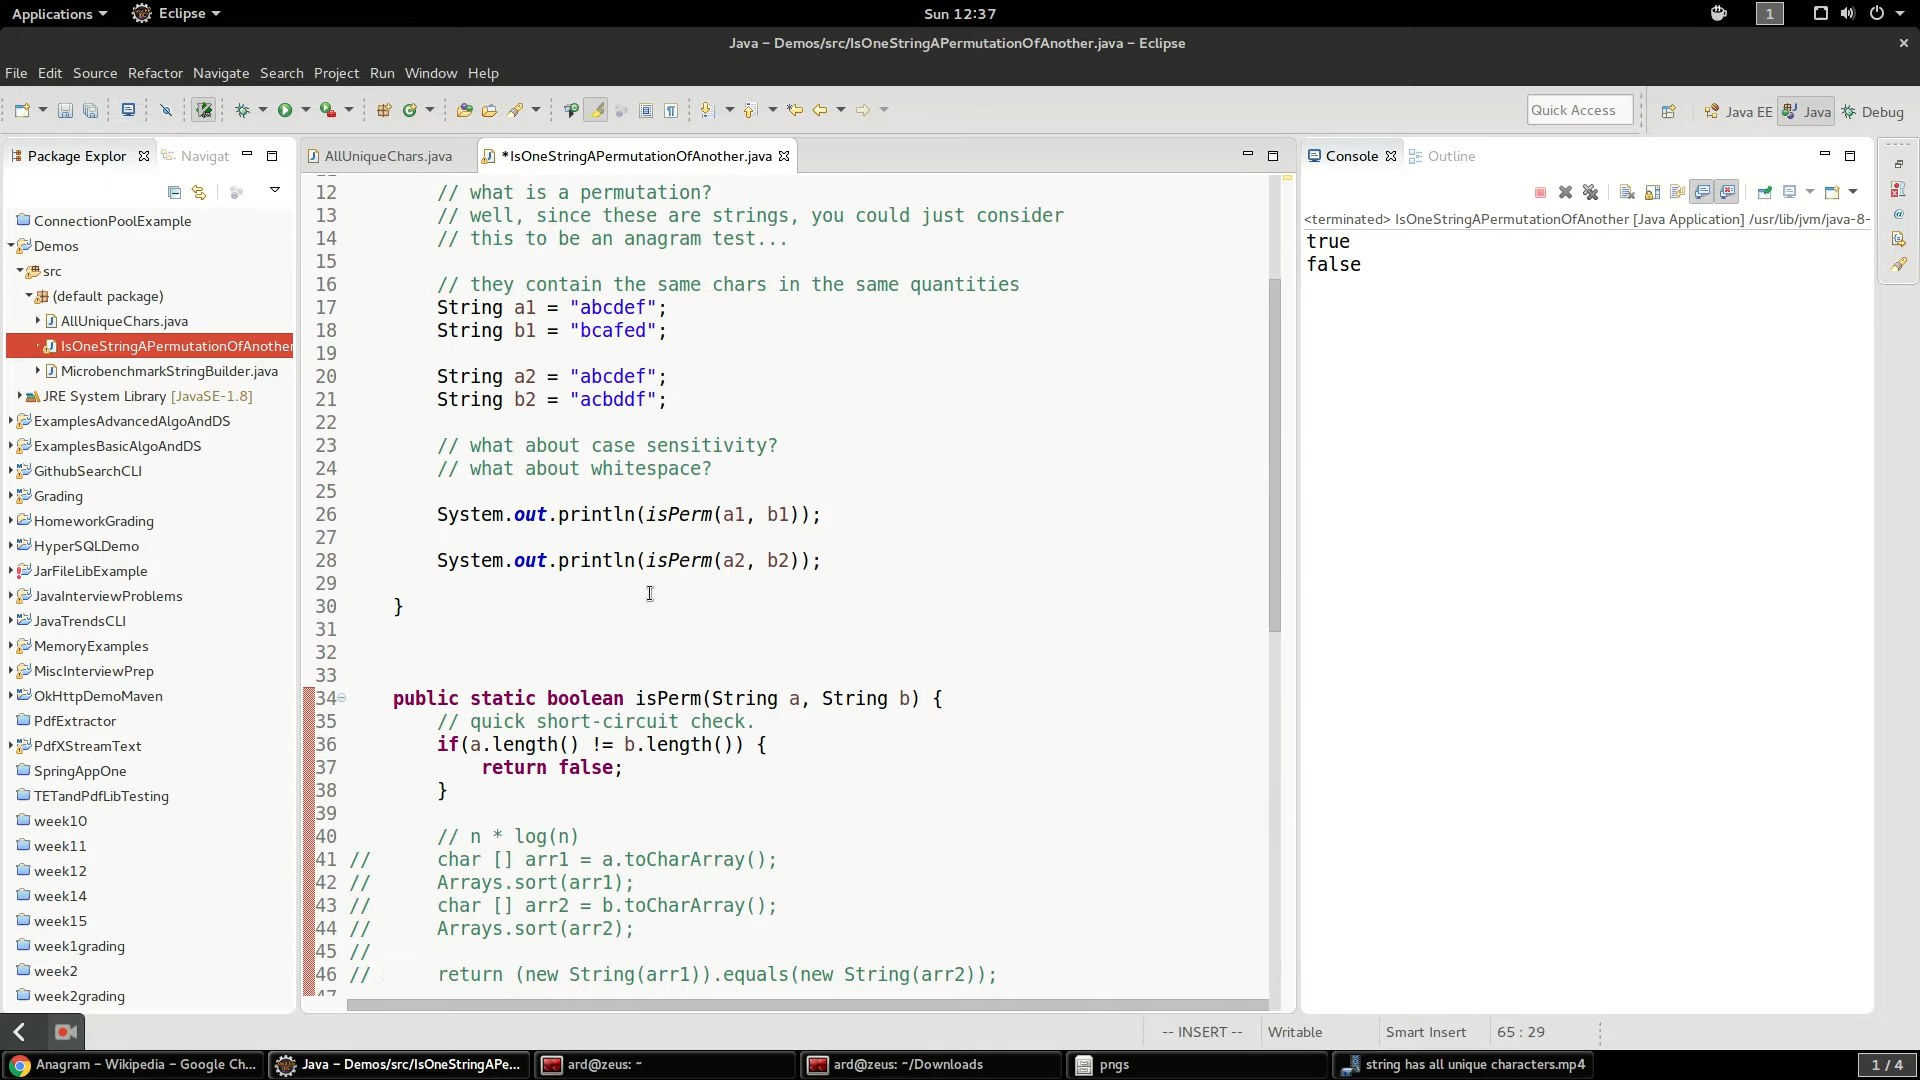 Applications
Eclipse
Sun 12:37
1
Java – Demos/src/IsOneStringAPermutationOfAnother.java – Eclipse
File Edit Source Refactor Navigate Search Project Run Window Help
Quick Access
Java EE
Java
Debug
Package Explor
Navigat
AllUniqueChars.java
*IsOneStringAPermutationOfAnother.java
Console
Outline
ConnectionPoolExample
Demos
src
(default package)
AllUniqueChars.java
IsOneStringAPermutationOfAnother
MicrobenchmarkStringBuilder.java
JRE System Library [JavaSE-1.8]
ExamplesAdvancedAlgoAndDS
ExamplesBasicAlgoAndDS
GithubSearchCLI
Grading
HomeworkGrading
HyperSQLDemo
JarFileLibExample
JavaInterviewProblems
JavaTrendsCLI
MemoryExamples
MiscInterviewPrep
OkHttpDemoMaven
PdfExtractor
PdfXStreamText
SpringAppOne
TETandPdfLibTesting
week10
week11
week12
week14
week15
week1grading
week2
week2grading
12 // what is a permutation?
13 // well, since these are strings, you could just consider
14 // this to be an anagram test...
15
16 // they contain the same chars in the same quantities
17 String a1 = "abcdef";
18 String b1 = "bcafed";
19
20 String a2 = "abcdef";
21 String b2 = "acbddf";
22
23 // what about case sensitivity?
24 // what about whitespace?
25
26 System.out.println(isPerm(a1, b1));
27
28 System.out.println(isPerm(a2, b2));
29
30 }
31
32
33
34 public static boolean isPerm(String a, String b) {
35 // quick short-circuit check.
36 if(a.length() != b.length()) {
37 return false;
38 }
39
40 // n * log(n)
41 // char [] arr1 = a.toCharArray();
42 // Arrays.sort(arr1);
43 // char [] arr2 = b.toCharArray();
44 // Arrays.sort(arr2);
45 //
46 // return (new String(arr1)).equals(new String(arr2));
47
<terminated> IsOneStringAPermutationOfAnother [Java Application] /usr/lib/jvm/java-8-
true
false
-- INSERT --
Writable
Smart Insert
65 : 29
Anagram – Wikipedia – Google Ch...
Java – Demos/src/IsOneStringAPe...
ard@zeus: ~
ard@zeus: ~/Downloads
pngs
string has all unique characters.mp4
1 / 4